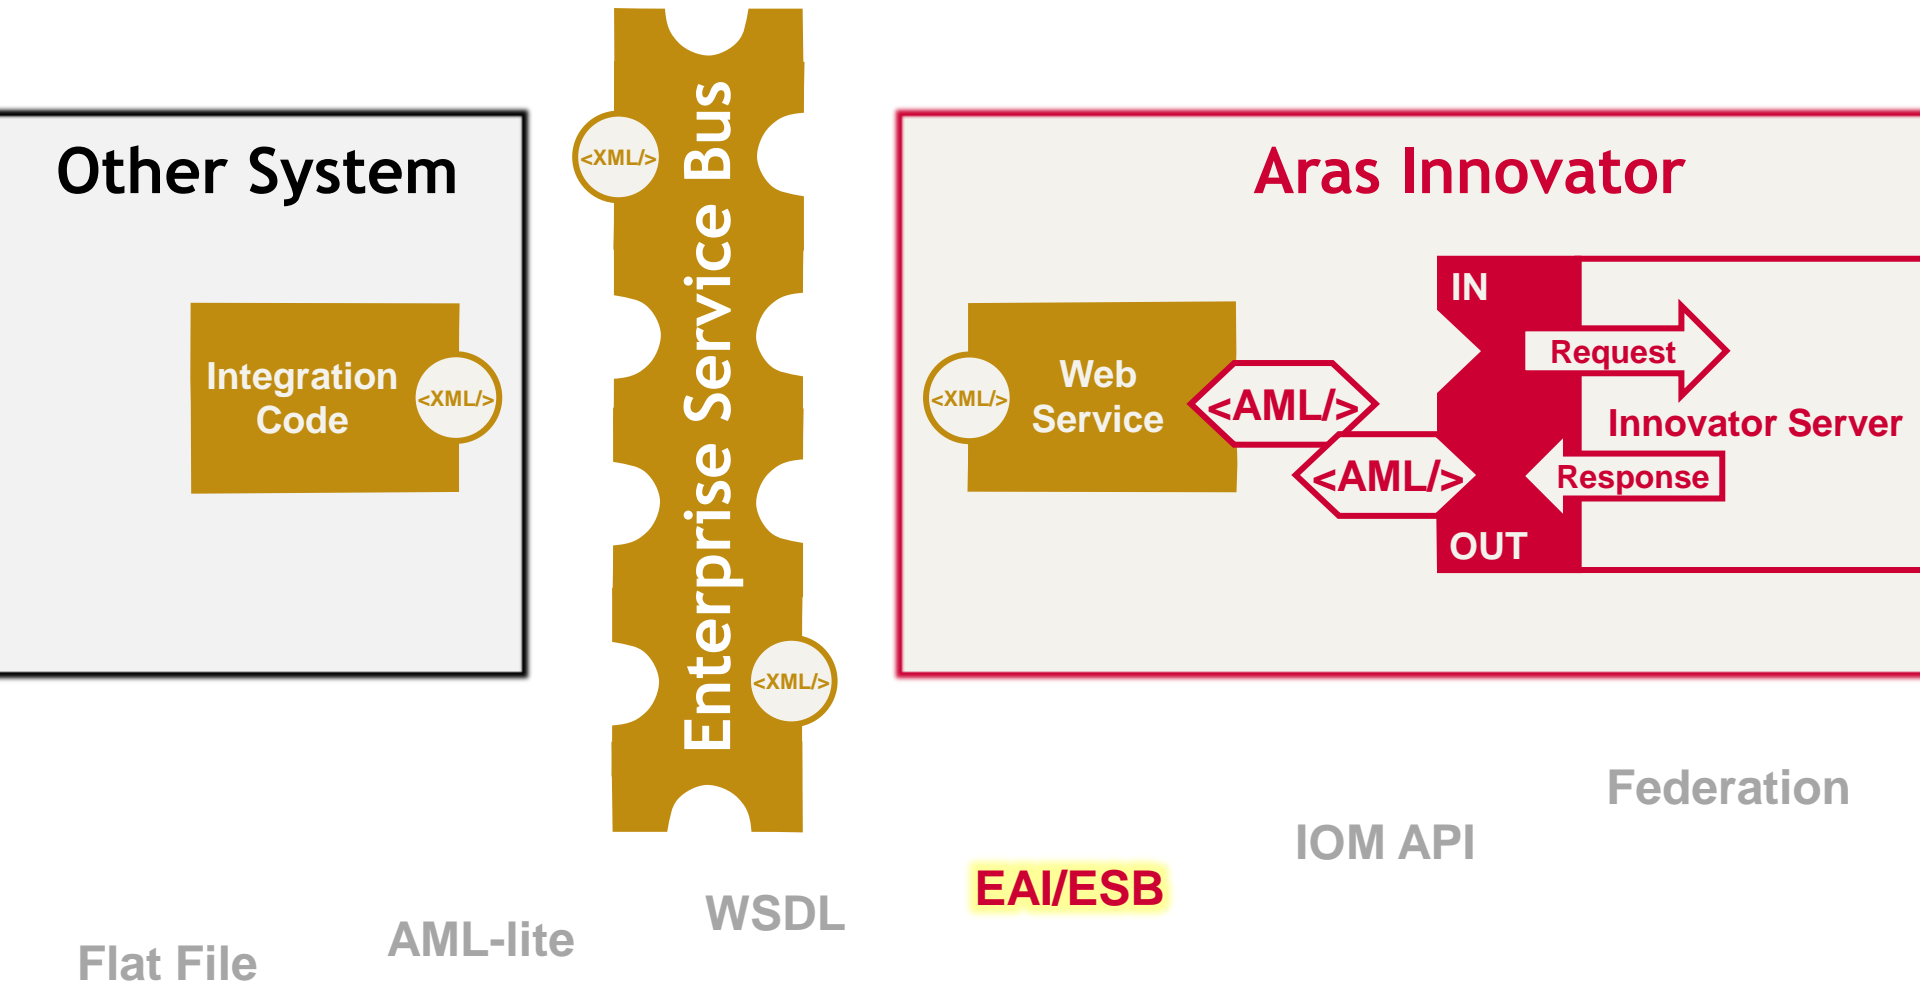 Other System
Integration
Code
<XML/>
<XML/>
Enterprise Service Bus
<XML/>
Aras Innovator
<XML/>
Web
Service
<AML/>
<AML/>
IN
Request
Innovator Server
Response
OUT
Flat File
AML-lite
WSDL
EAI/ESB
IOM API
Federation